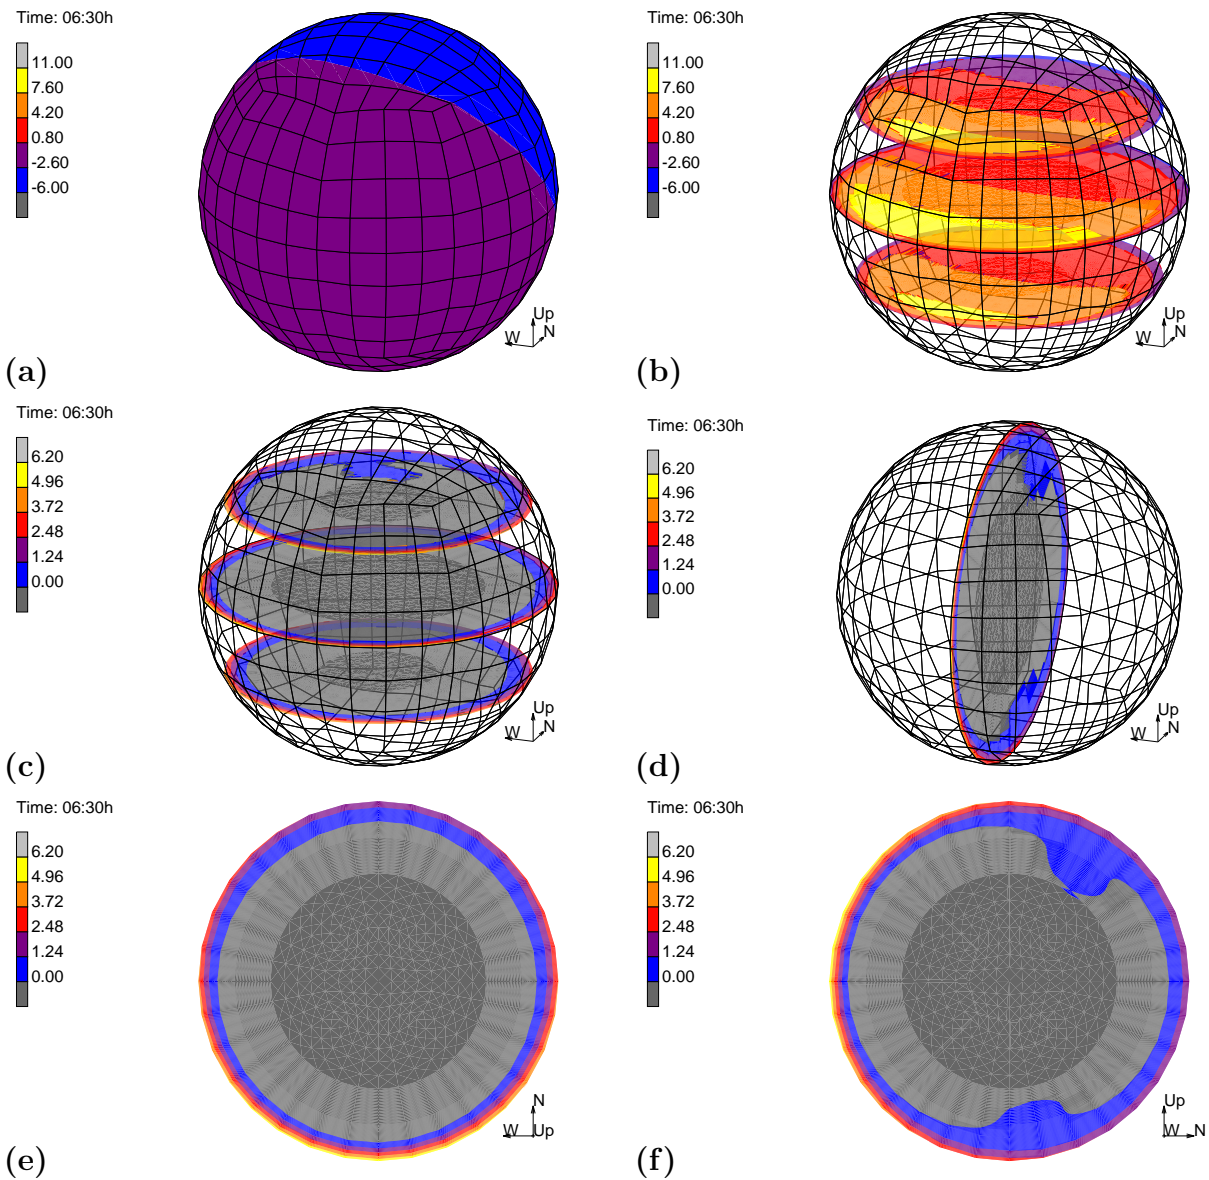 Time: 06:30h
11.00
7.60
4.20
0.80
-2.60
-6.00
Up
W N
(a)
Time: 06:30h
11.00
7.60
4.20
0.80
-2.60
-6.00
Up
W N
(b)
Time: 06:30h
6.20
4.96
3.72
2.48
1.24
0.00
Up
W N
(c)
Time: 06:30h
6.20
4.96
3.72
2.48
1.24
0.00
Up
W N
(d)
Time: 06:30h
6.20
4.96
3.72
2.48
1.24
0.00
N
W Up
(e)
Time: 06:30h
6.20
4.96
3.72
2.48
1.24
0.00
Up
W N
(f)